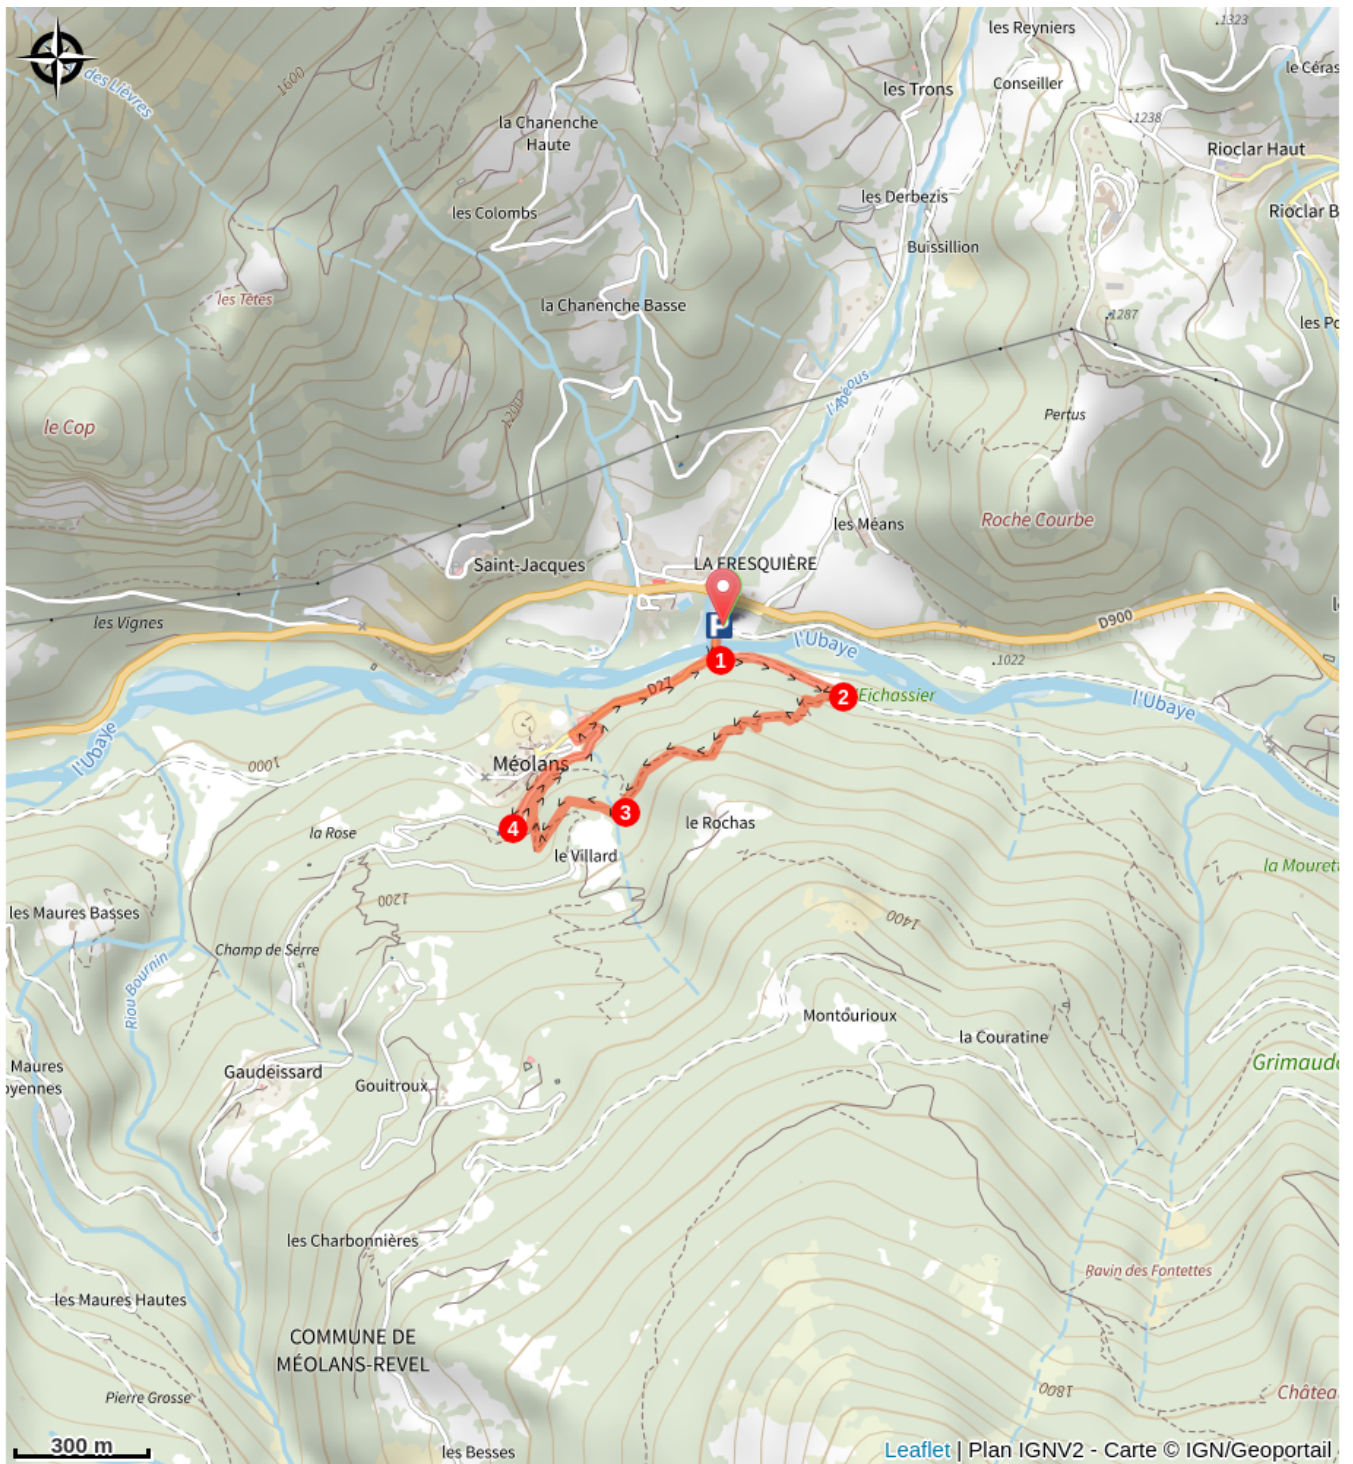 les Reyniers
1323
des Lièvres
1600
les Trons
Conseiller
le Céras
la Chanenche
Haute
1238
Rioclar Haut
les Derbezis
les Colombs
Rioclar B
Buissillion
les Têtes
la Chanenche Basse
1287
les Po
l'Abéous
1200
Pertus
le Cop
Roche Courbe
les Méans
LA FRESQUIÈRE
Saint-Jacques
P
les Vignes
D900
l'Ubaye
1
1022
D27
2
l'Eichassier
l'Ubaye
l'Ubaye
Méolans
1000
3
4
le Rochas
la Rose
le Villard
la Mouret
1200
les Maures Basses
1400
Champ de Serre
Riou Bournin
Montourioux
la Couratine
Maures
oyennes
Gaudeissard
Gouitroux
Grimaud
les Charbonnières
Ravin des Fontettes
les Maures Hautes
COMMUNE DE
MÉOLANS-REVEL
Pierre Grosse
1800
Châtea
300 m
les Besses
Leaflet | Plan IGNV2 - Carte © IGN/Geoportail